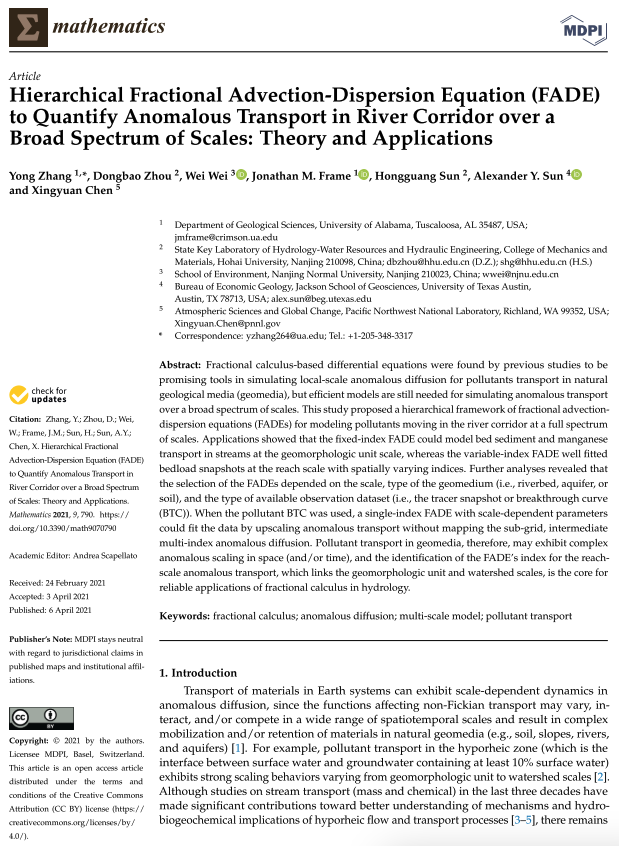 Σ mathematics
MDPI
Article
Hierarchical Fractional Advection-Dispersion Equation (FADE)
to Quantify Anomalous Transport in River Corridor over a
Broad Spectrum of Scales: Theory and Applications
Yong Zhang 1,*, Dongbao Zhou 2, Wei Wei 3 iD, Jonathan M. Frame 1 iD, Hongguang Sun 2, Alexander Y. Sun 4 iD
and Xingyuan Chen 5
1 Department of Geological Sciences, University of Alabama, Tuscaloosa, AL 35487, USA;
jmframe@crimson.ua.edu
2 State Key Laboratory of Hydrology-Water Resources and Hydraulic Engineering, College of Mechanics and
Materials, Hohai University, Nanjing 210098, China; dbzhou@hhu.edu.cn (D.Z.); shg@hhu.edu.cn (H.S.)
3 School of Environment, Nanjing Normal University, Nanjing 210023, China; wwei@njnu.edu.cn
4 Bureau of Economic Geology, Jackson School of Geosciences, University of Texas Austin,
Austin, TX 78713, USA; alex.sun@beg.utexas.edu
5 Atmospheric Sciences and Global Change, Pacific Northwest National Laboratory, Richland, WA 99352, USA;
Xingyuan.Chen@pnnl.gov
* Correspondence: yzhang264@ua.edu; Tel.: +1-205-348-3317
Abstract: Fractional calculus-based differential equations were found by previous studies to be
promising tools in simulating local-scale anomalous diffusion for pollutants transport in natural
geological media (geomedia), but efficient models are still needed for simulating anomalous transport
over a broad spectrum of scales. This study proposed a hierarchical framework of fractional advection-
dispersion equations (FADEs) for modeling pollutants moving in the river corridor at a full spectrum
of scales. Applications showed that the fixed-index FADE could model bed sediment and manganese
transport in streams at the geomorphologic unit scale, whereas the variable-index FADE well fitted
bedload snapshots at the reach scale with spatially varying indices. Further analyses revealed that
the selection of the FADEs depended on the scale, type of the geomedium (i.e., riverbed, aquifer, or
soil), and the type of available observation dataset (i.e., the tracer snapshot or breakthrough curve
(BTC)). When the pollutant BTC was used, a single-index FADE with scale-dependent parameters
could fit the data by upscaling anomalous transport without mapping the sub-grid, intermediate
multi-index anomalous diffusion. Pollutant transport in geomedia, therefore, may exhibit complex
anomalous scaling in space (and/or time), and the identification of the FADE's index for the reach-
scale anomalous transport, which links the geomorphologic unit and watershed scales, is the core for
reliable applications of fractional calculus in hydrology.
Keywords: fractional calculus; anomalous diffusion; multi-scale model; pollutant transport
check for
updates
Citation: Zhang, Y.; Zhou, D.; Wei,
W.; Frame, J.M.; Sun, H.; Sun, A.Y.;
Chen, X. Hierarchical Fractional
Advection-Dispersion Equation (FADE)
to Quantify Anomalous Transport in
River Corridor over a Broad Spectrum
of Scales: Theory and Applications.
Mathematics 2021, 9, 790. https://
doi.org/10.3390/math9070790
Academic Editor: Andrea Scapellato
Received: 24 February 2021
Accepted: 3 April 2021
Published: 6 April 2021
Publisher's Note: MDPI stays neutral
with regard to jurisdictional claims in
published maps and institutional affil-
iations.
cc BY
Copyright: © 2021 by the authors.
Licensee MDPI, Basel, Switzerland.
This article is an open access article
distributed under the terms and
conditions of the Creative Commons
Attribution (CC BY) license (https://
creativecommons.org/licenses/by/
4.0/).
1. Introduction
Transport of materials in Earth systems can exhibit scale-dependent dynamics in
anomalous diffusion, since the functions affecting non-Fickian transport may vary, in-
teract, and/or compete in a wide range of spatiotemporal scales and result in complex
mobilization and/or retention of materials in natural geomedia (e.g., soil, slopes, rivers,
and aquifers) [1]. For example, pollutant transport in the hyporheic zone (which is the
interface between surface water and groundwater containing at least 10% surface water)
exhibits strong scaling behaviors varying from geomorphologic unit to watershed scales [2].
Although studies on stream transport (mass and chemical) in the last three decades have
made significant contributions toward better understanding of mechanisms and hydro-
biogeochemical implications of hyporheic flow and transport processes [3–5], there remains